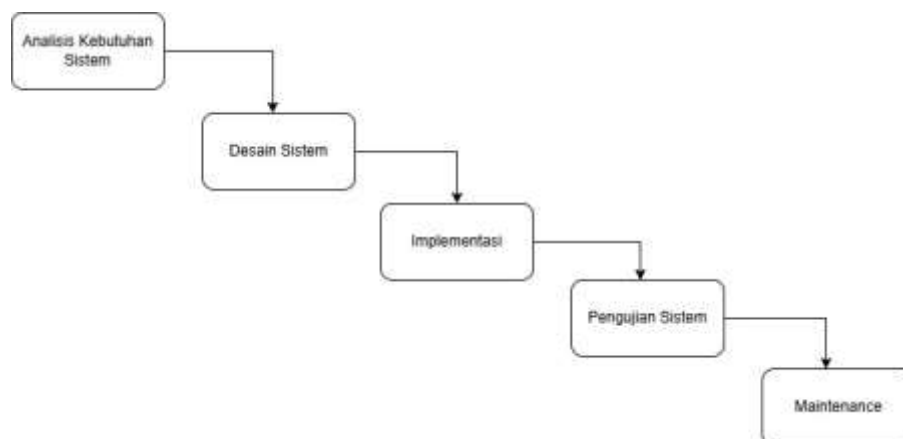 Analisis Kebutuhan
Sistem
Desain Sistem
Implementasi
Pengujian Sistem
Maintenance